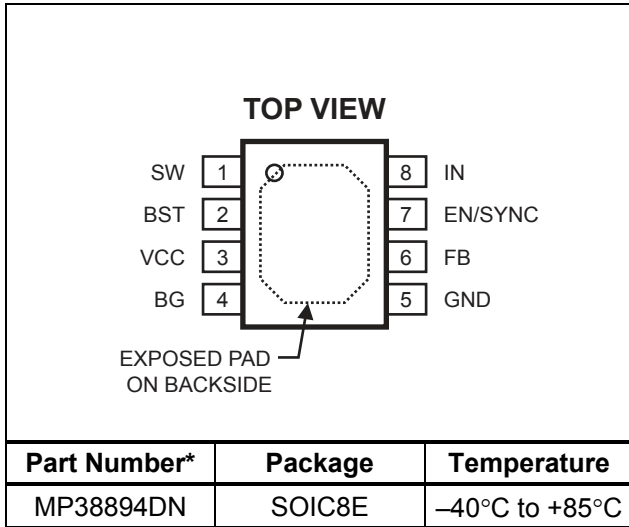 TOP VIEW
SW 1 8 IN
BST 2 7 EN/SYNC
VCC 3 6 FB
BG 4 5 GND
EXPOSED PAD
ON BACKSIDE
Part Number* Package Temperature
MP38894DN SOIC8E –40°C to +85°C